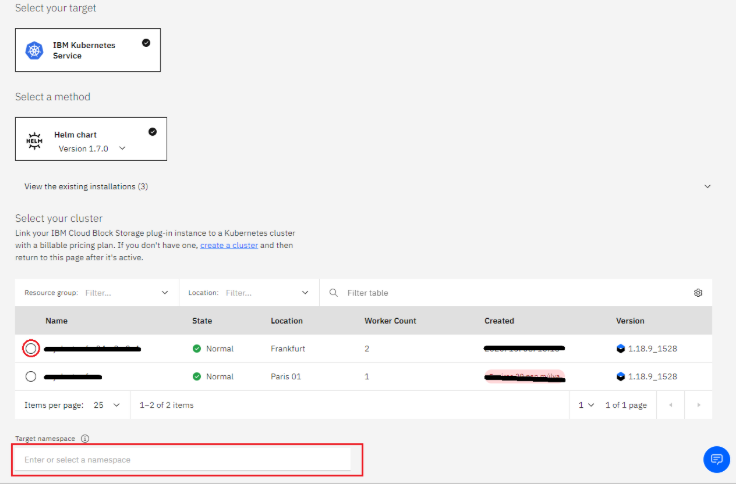 Select your target
IBM Kubernetes
Service
Select a method
HELM
Helm chart
Version 1.7.0
View the existing installations (3)
Select your cluster
Link your IBM Cloud Block Storage plug-in instance to a Kubernetes cluster
with a billable pricing plan. If you don't have one, create a cluster and then
return to this page after it's active.
Resource group: Filter... Location: Filter... Filter table
Name State Location Worker Count Created Version
Normal Frankfurt 2 1.18.9_1528
Normal Paris 01 1 1.18.9_1528
Items per page: 25 1–2 of 2 items 1 1 of 1 page
Target namespace
Enter or select a namespace